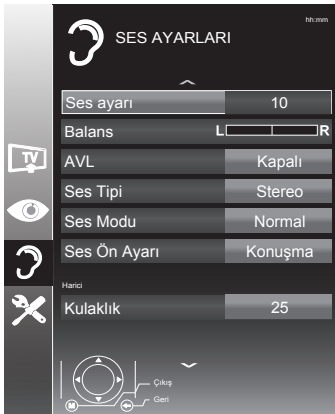 hh:mm
SES AYARLARI
Ses ayarı 10
Balans L R
AVL Kapalı
Ses Tipi Stereo
Ses Modu Normal
Ses Ön Ayarı Konuşma
Harici
Kulaklık 25
Çıkış
M Geri
TV